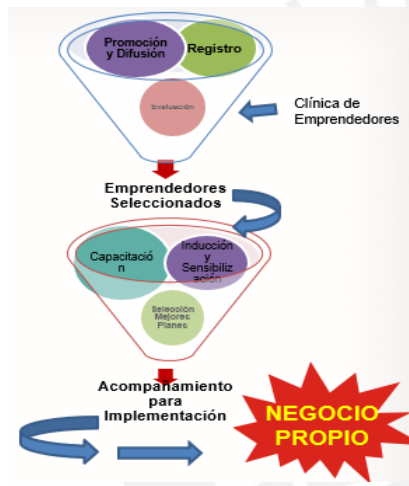 Promoción
y Difusión
Registro
Evaluación
Clínica de
Emprendedores
Emprendedores
Seleccionados
Capacitació
n
Inducción
y
Sensibiliz
ación
Selección
Mejores
Planes
Acompañamiento
para
Implementación
NEGOCIO
PROPIO